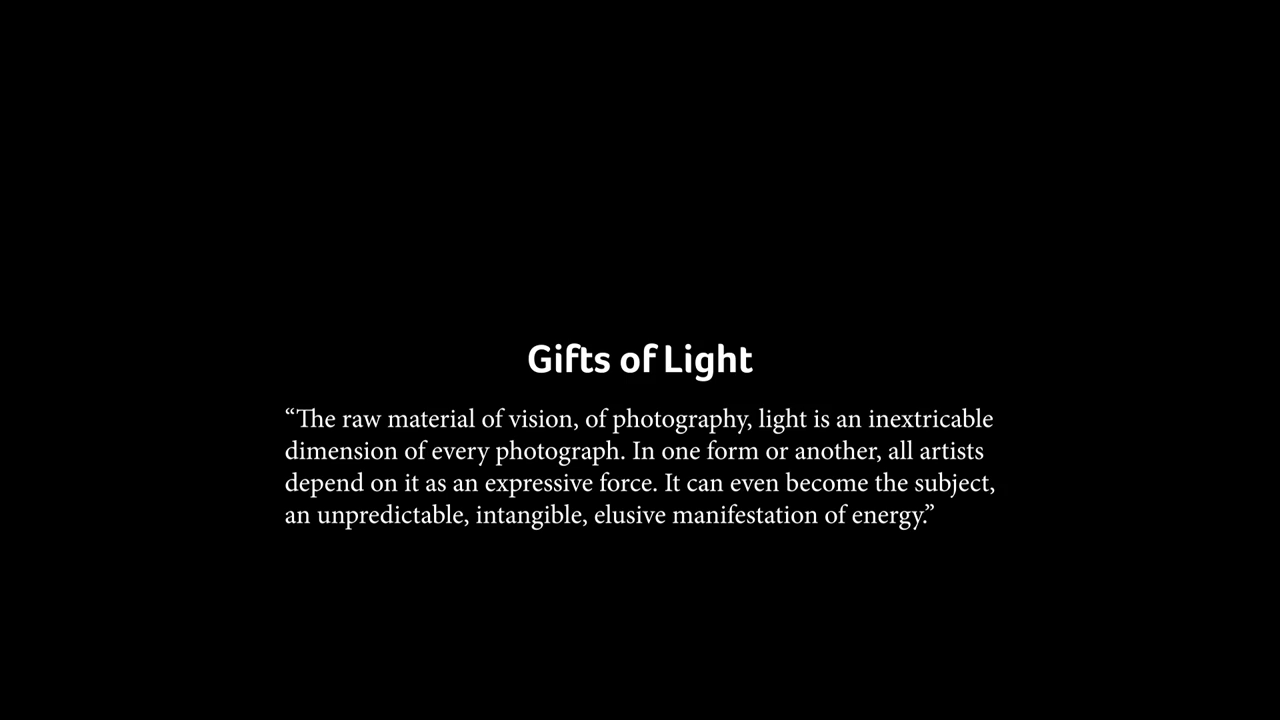 Gifts of Light
“The raw material of vision, of photography, light is an inextricable
dimension of every photograph. In one form or another, all artists
depend on it as an expressive force. It can even become the subject,
an unpredictable, intangible, elusive manifestation of energy.”